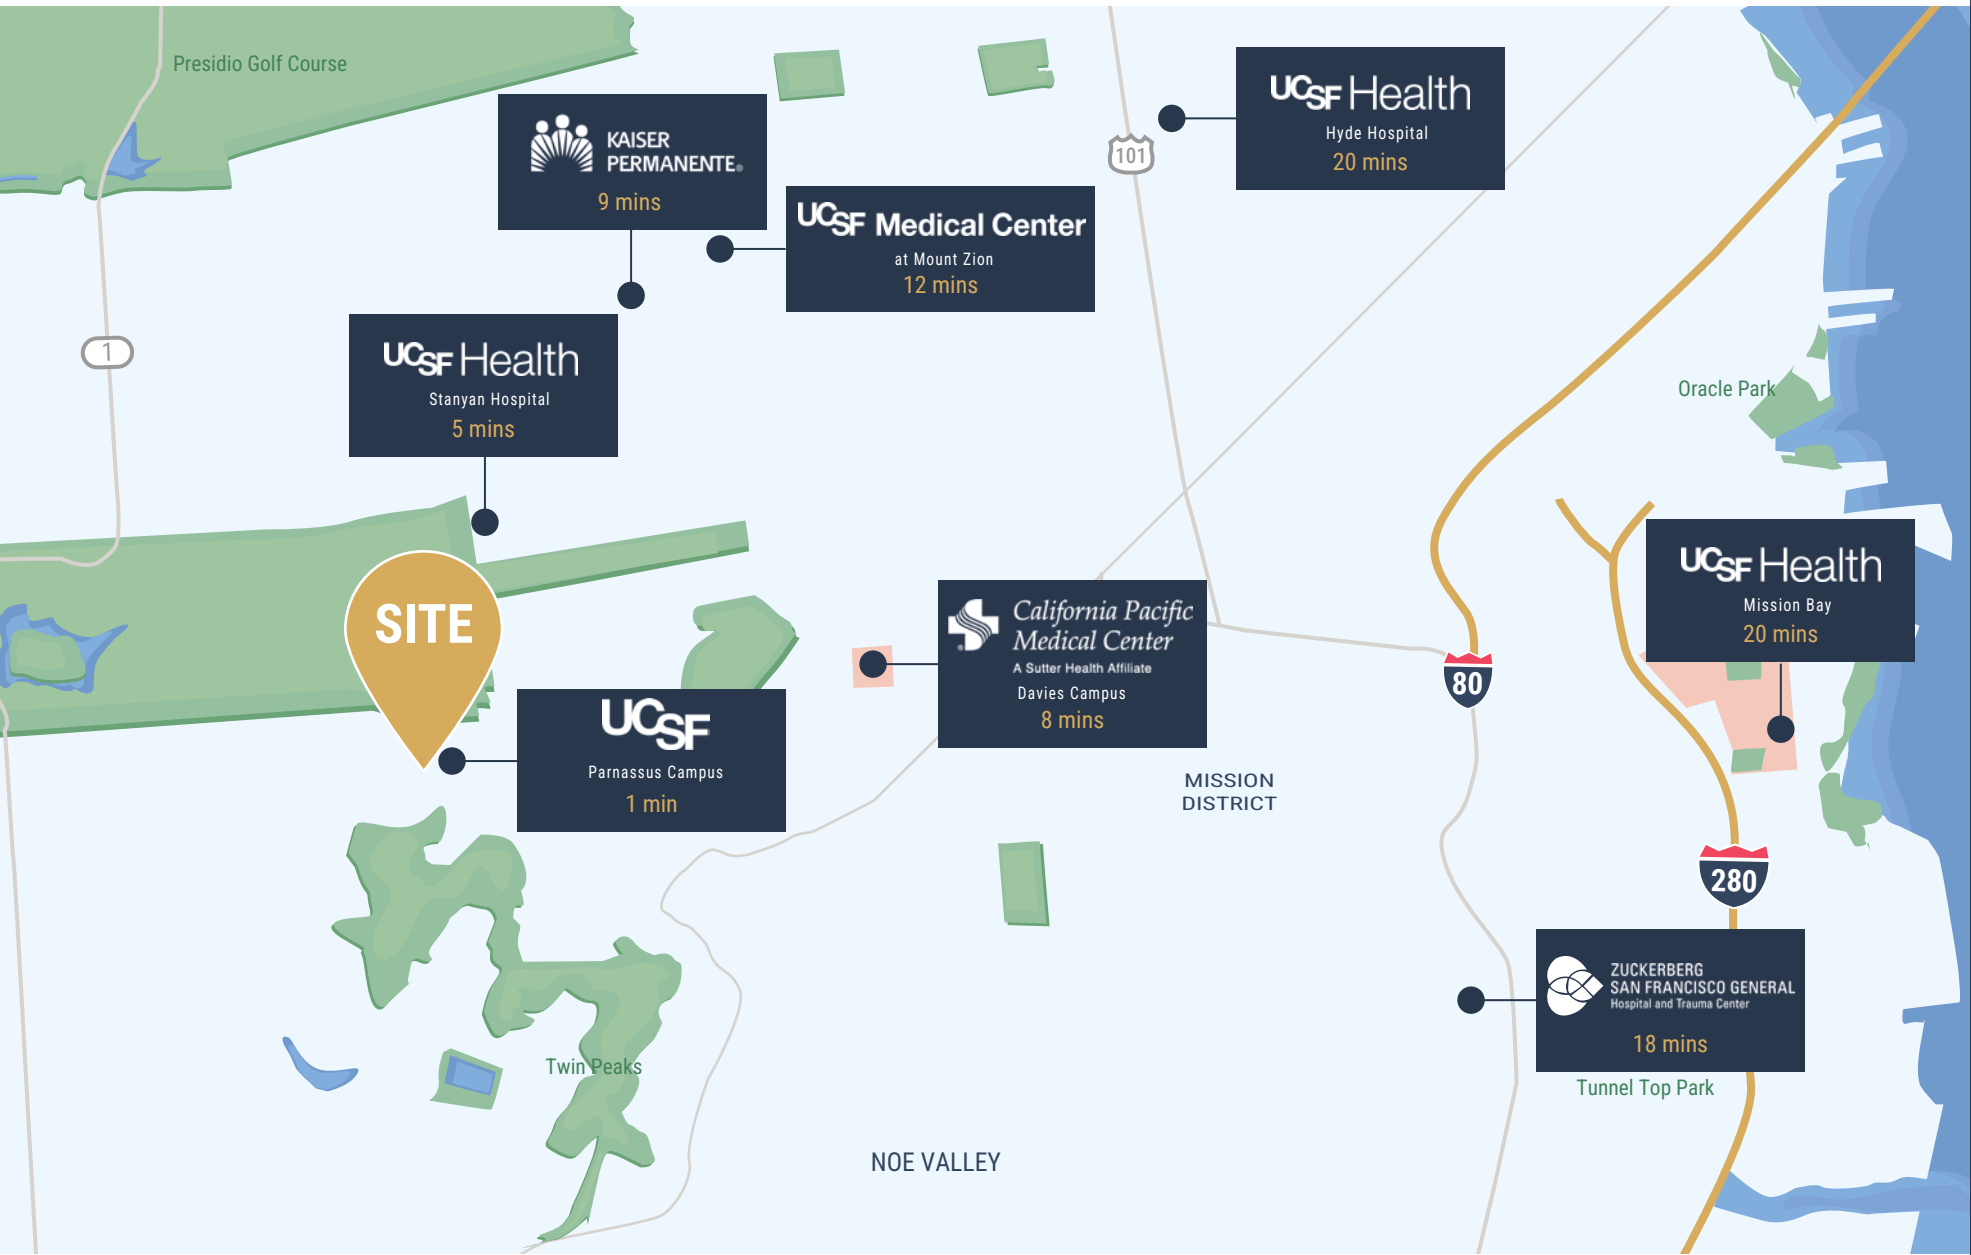 Presidio Golf Course
KAISER
PERMANENTE®
9 mins
UCSF Medical Center
at Mount Zion
12 mins
101
UCSF Health
Hyde Hospital
20 mins
1
UCSF Health
Stanyan Hospital
5 mins
Oracle Park
SITE
UCSF
Parnassus Campus
1 min
California Pacific
Medical Center
A Sutter Health Affiliate
Davies Campus
8 mins
80
UCSF Health
Mission Bay
20 mins
MISSION
DISTRICT
280
ZUCKERBERG
SAN FRANCISCO GENERAL
Hospital and Trauma Center
18 mins
Tunnel Top Park
Twin Peaks
NOE VALLEY